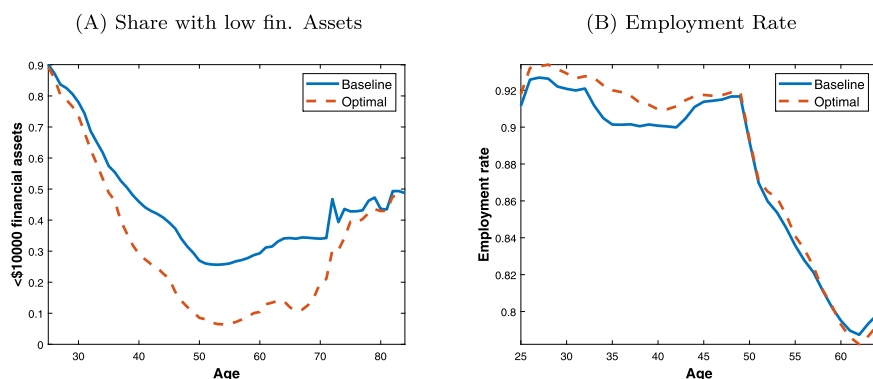 (A) Share with low fin. Assets
(B) Employment Rate
0.9
0.8
0.7
0.6
0.5
0.4
0.3
0.2
0.1
0
<$10000 financial assets
Baseline
Optimal
30 40 50 60 70 80
Age
0.92
0.9
0.88
0.86
0.84
0.82
0.8
Employment rate
Baseline
Optimal
25 30 35 40 45 50 55 60
Age